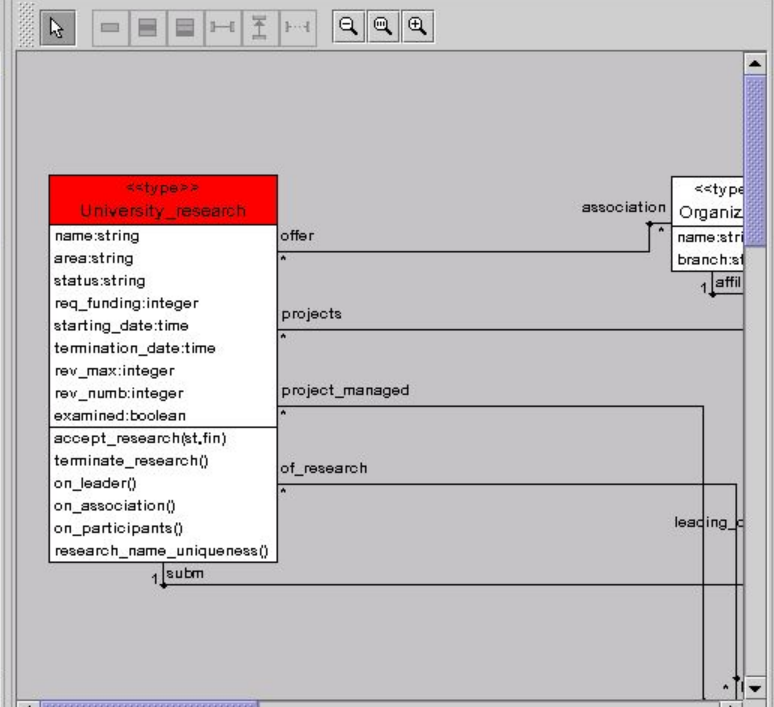 <<type>>
University_research
name:string
area:string
status:string
req_funding:integer
starting_date:time
termination_date:time
rev_max:integer
rev_numb:integer
examined:boolean
accept_research(st,fin)
terminate_research()
on_leader()
on_association()
on_participants()
research_name_uniqueness()
offer
*
projects
*
project_managed
*
of_research
*
1 subm
association
*
<<type
Organiz
name:stri
branch:st
1 affil
leading_
*